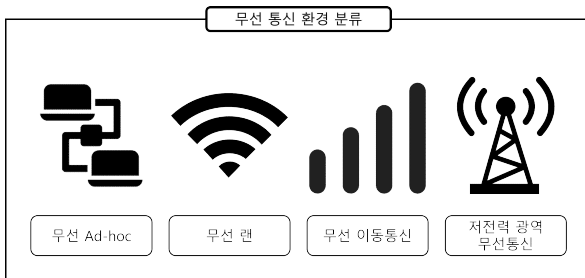 무선 통신 환경 분류
무선 Ad-hoc
무선 랜
무선 이동통신
저전력 광역
무선통신